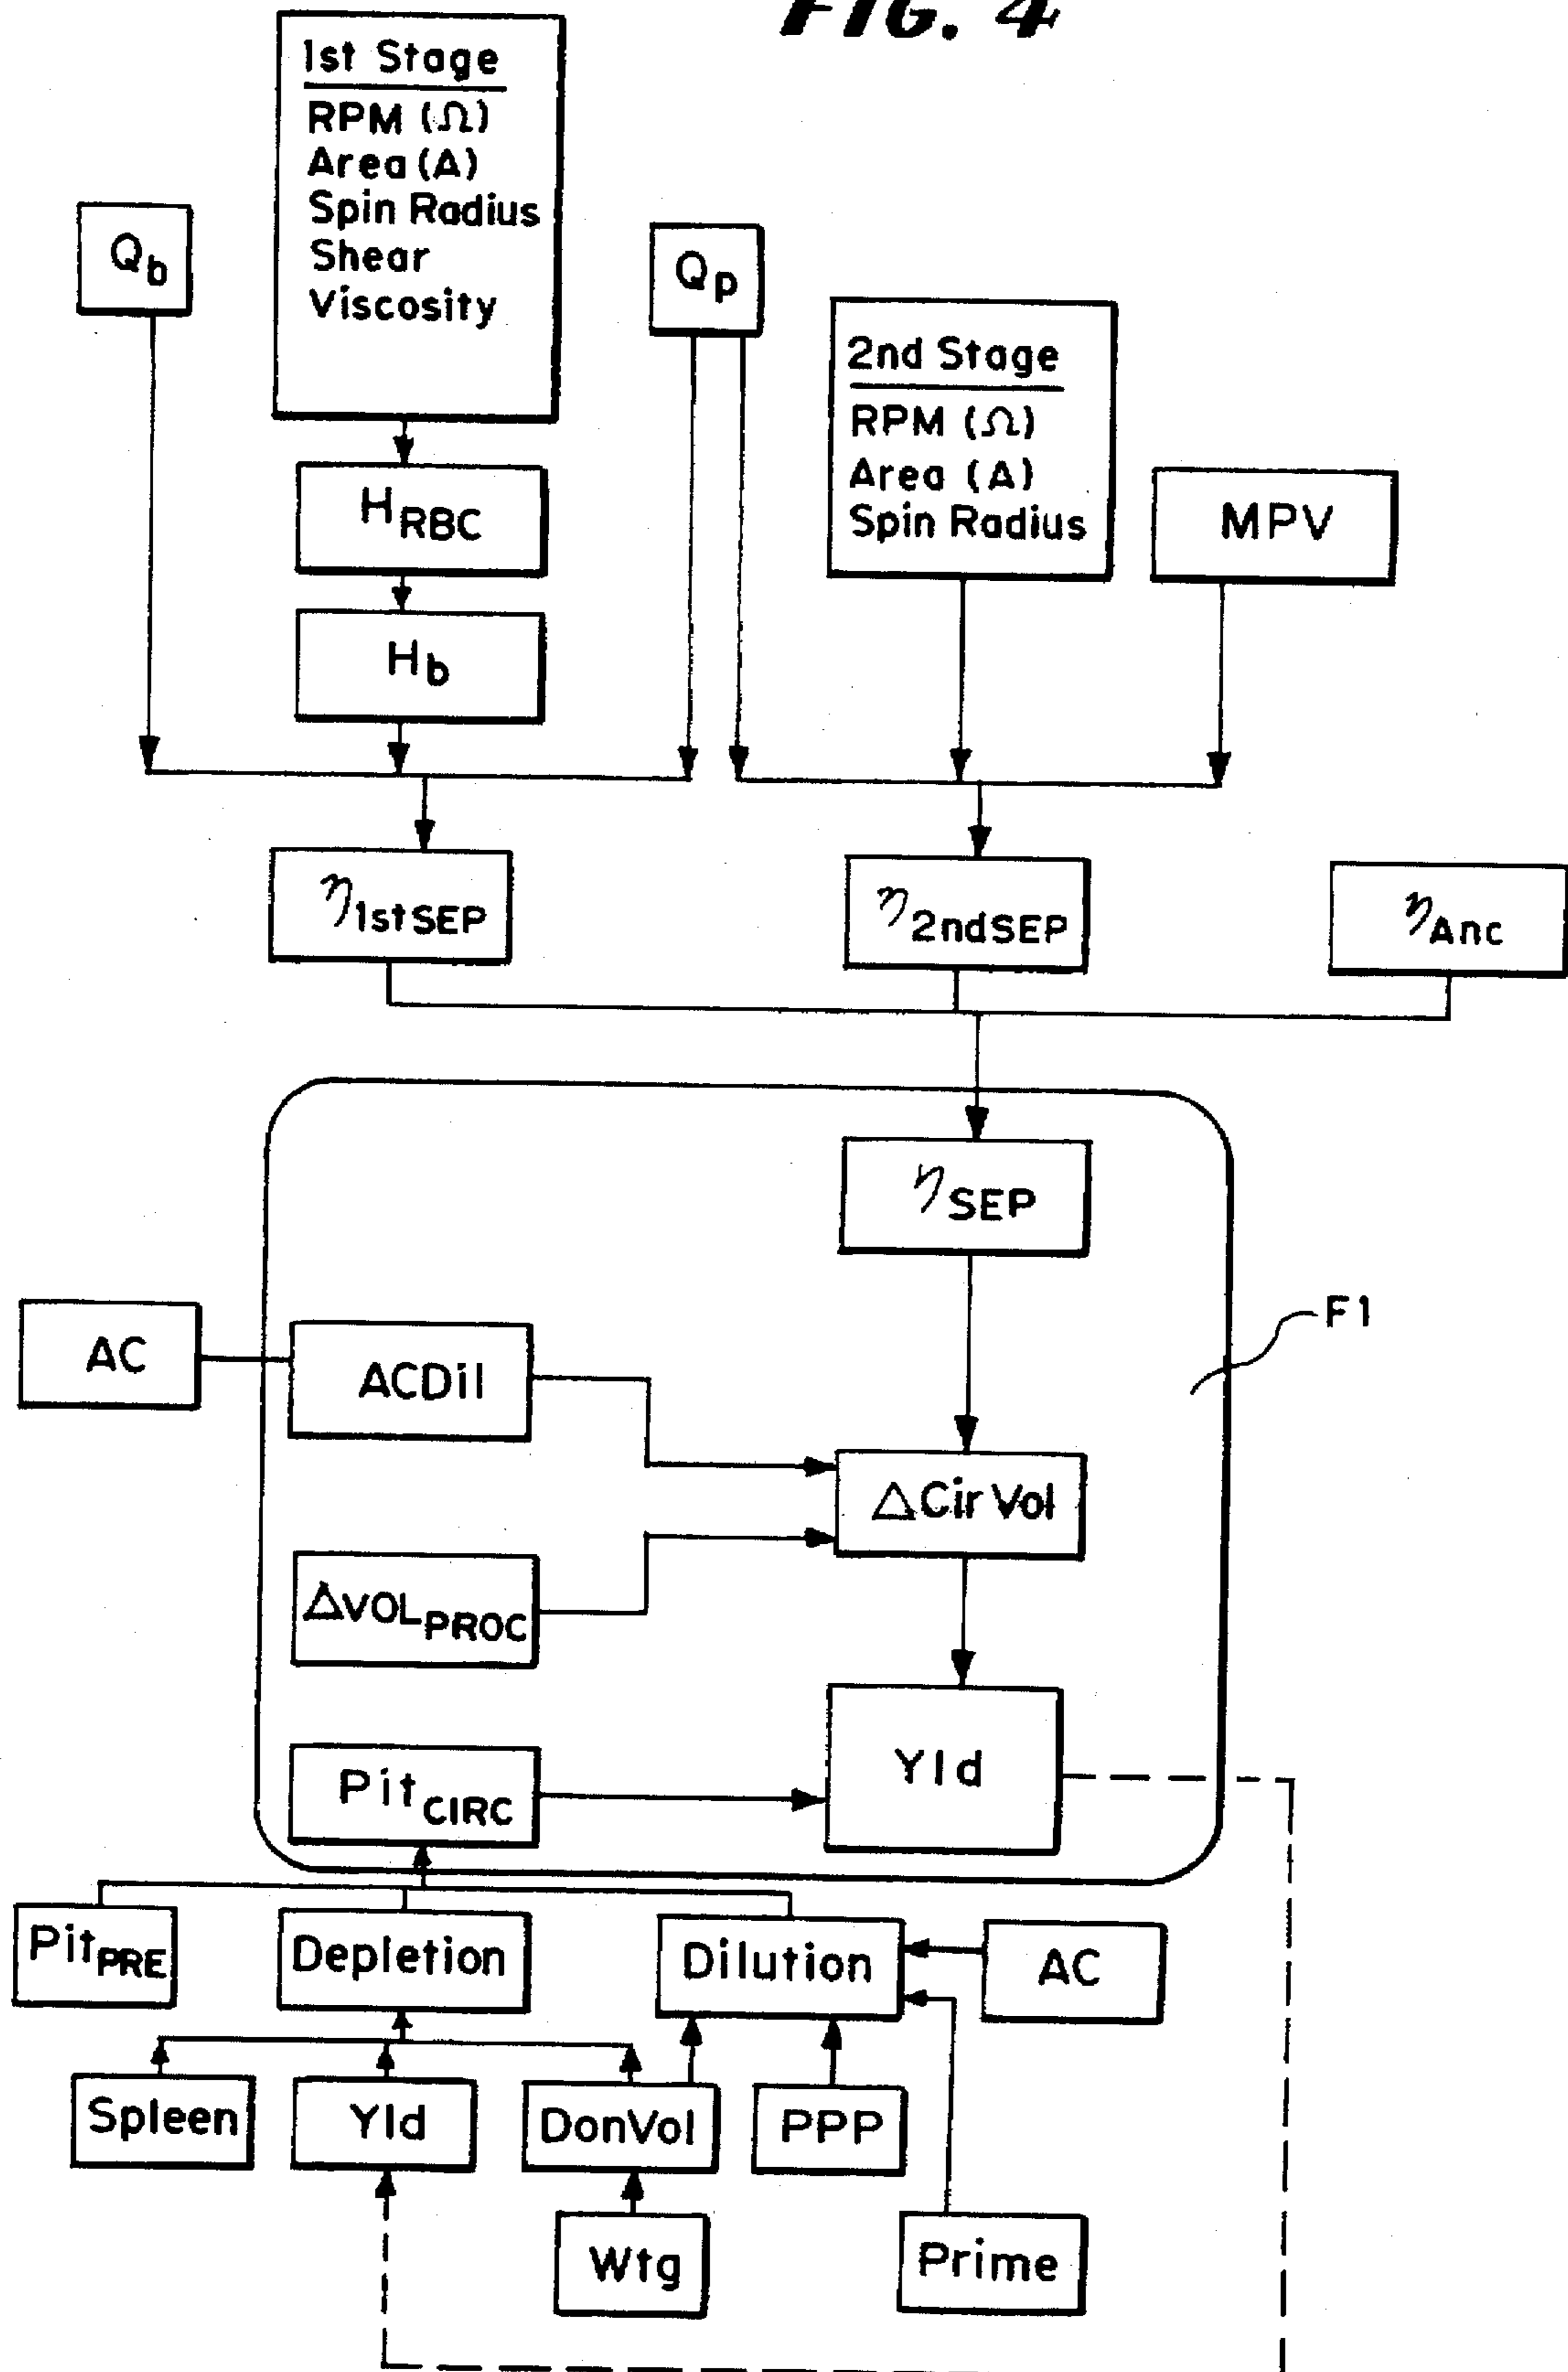 FIG. 4
1st Stage
RPM (Ω)
Area (A)
Spin Radius
Shear
Viscosity
Qb
Qp
2nd Stage
RPM (Ω)
Area (A)
Spin Radius
MPV
HRBC
Hb
η1stSEP
η2ndSEP
ηAnc
ηSEP
F1
AC
ACDil
ΔCirVol
ΔVOLPROC
Yld
PltCIRC
PltPRE
Depletion
Dilution
AC
Spleen
Yld
DonVol
PPP
Wtg
Prime